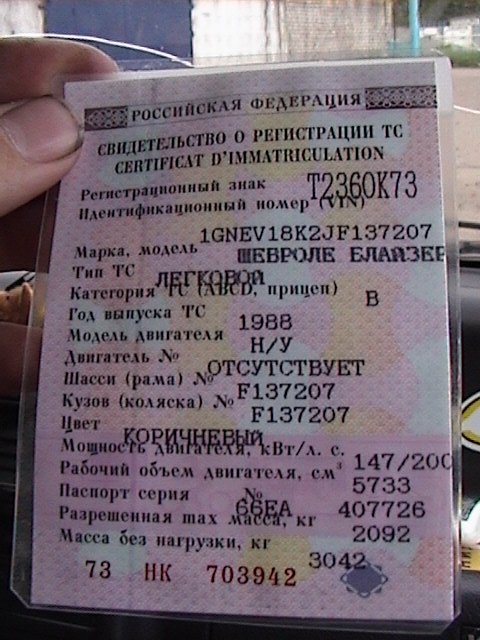 РОССИЙСКАЯ ФЕДЕРАЦИЯ
СВИДЕТЕЛЬСТВО О РЕГИСТРАЦИИ ТС
CERTIFICAT D'IMMATRICULATION
Регистрационный знак Т236ОК73
Идентификационный номер (VIN)
1GNEV18K2JF137207
Марка, модель ШЕВРОЛЕ БЛАЙЗЕР
Тип ТС ЛЕГКОВОЙ
Категория ТС (ABCD, прицеп) B
Год выпуска ТС 1988
Модель двигателя Н/У
Двигатель № ОТСУТСТВУЕТ
Шасси (рама) № F137207
Кузов (коляска) № F137207
Цвет КОРИЧНЕВЫЙ
Мощность двигателя, кВт/л. с. 147/200
Рабочий объем двигателя, см³ 5733
Паспорт серия 66ЕА № 407726
Разрешенная max масса, кг 2092
Масса без нагрузки, кг 3042
73 НК 703942